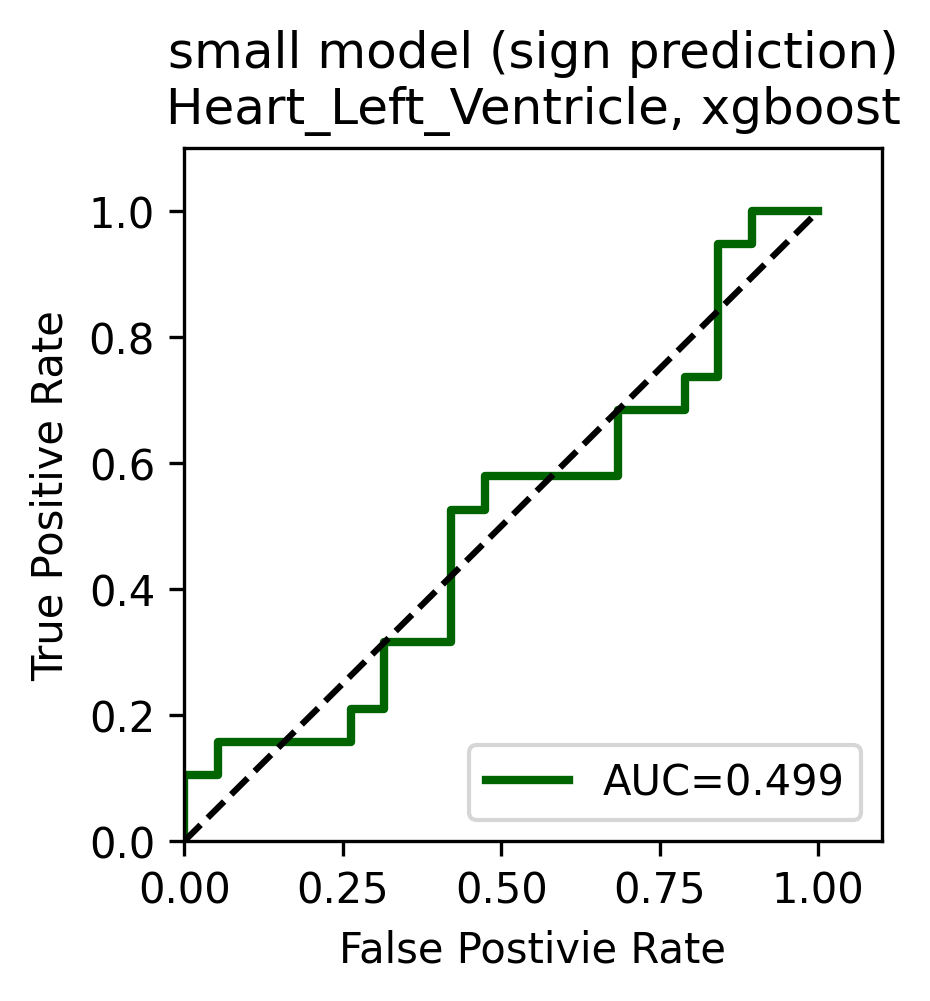 small model (sign prediction)
Heart_Left_Ventricle, xgboost
1.0
0.8
0.6
0.4
0.2
0.0
True Positive Rate
AUC=0.499
0.00 0.25 0.50 0.75 1.00
False Postivie Rate